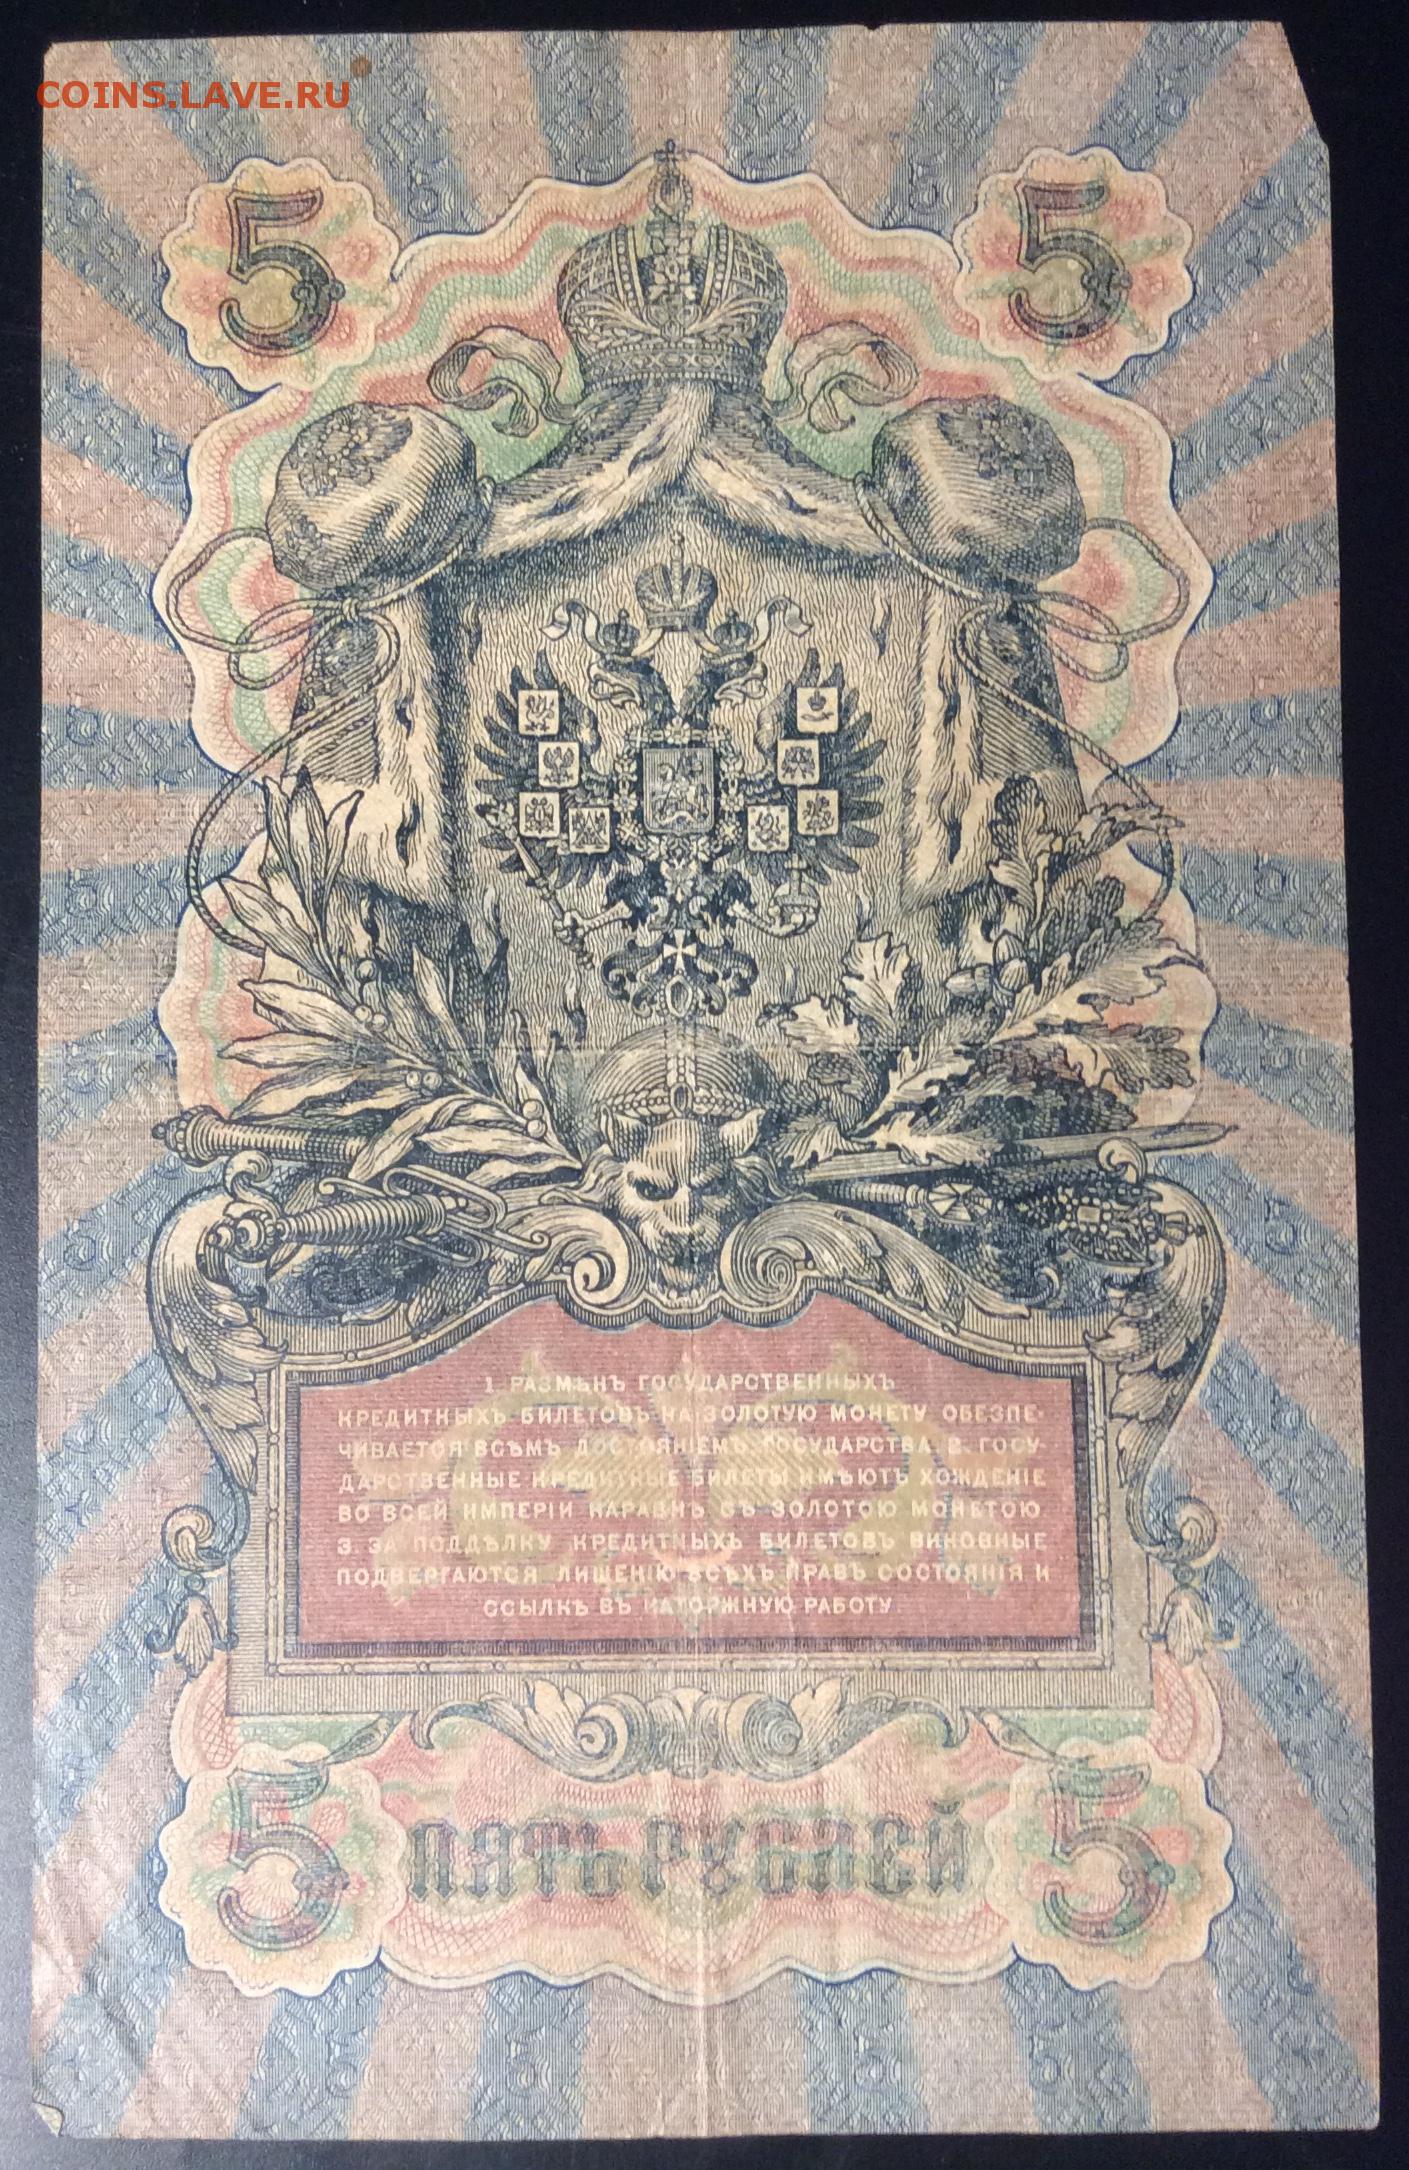 COINS.LAVE.RU
5 5
1. РАЗМѢНЪ ГОСУДАРСТВЕННЫХЪ
КРЕДИТНЫХЪ БИЛЕТОВЪ НА ЗОЛОТУЮ МОНЕТУ ОБЕЗПЕ-
ЧИВАЕТСЯ ВСѢМЪ ДОСТОЯНІЕМЪ ГОСУДАРСТВА. 2. ГОСУ-
ДАРСТВЕННЫЕ КРЕДИТНЫЕ БИЛЕТЫ ИМѢЮТЪ ХОЖДЕНІЕ
ВО ВСЕЙ ИМПЕРІИ НАРАВНѢ СЪ ЗОЛОТОЮ МОНЕТОЮ
3. ЗА ПОДДѢЛКУ КРЕДИТНЫХЪ БИЛЕТОВЪ ВИНОВНЫЕ
ПОДВЕРГАЮТСЯ ЛИШЕНІЮ ВСѢХЪ ПРАВЪ СОСТОЯНІЯ И
ССЫЛКѢ ВЪ КАТОРЖНУЮ РАБОТУ.
5 ПЯТЬ РУБЛЕЙ 5